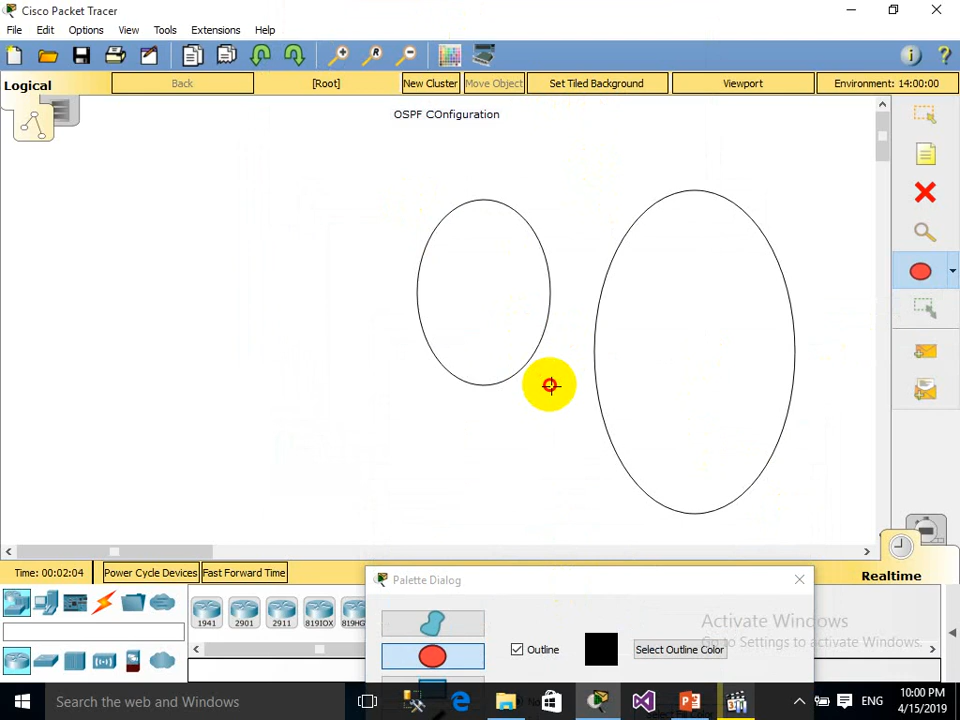 Cisco Packet Tracer
File Edit Options View Tools Extensions Help
Logical
Back
[Root]
New Cluster
Move Object
Set Tiled Background
Viewport
Environment: 14:00:00
OSPF COnfiguration
Time: 00:02:04
Power Cycle Devices
Fast Forward Time
Realtime
1941
2901
2911
819IOX
819HG
Palette Dialog
Outline
Select Outline Color
Activate Windows
Go to Settings to activate Windows.
Search the web and Windows
ENG
10:00 PM
4/15/2019